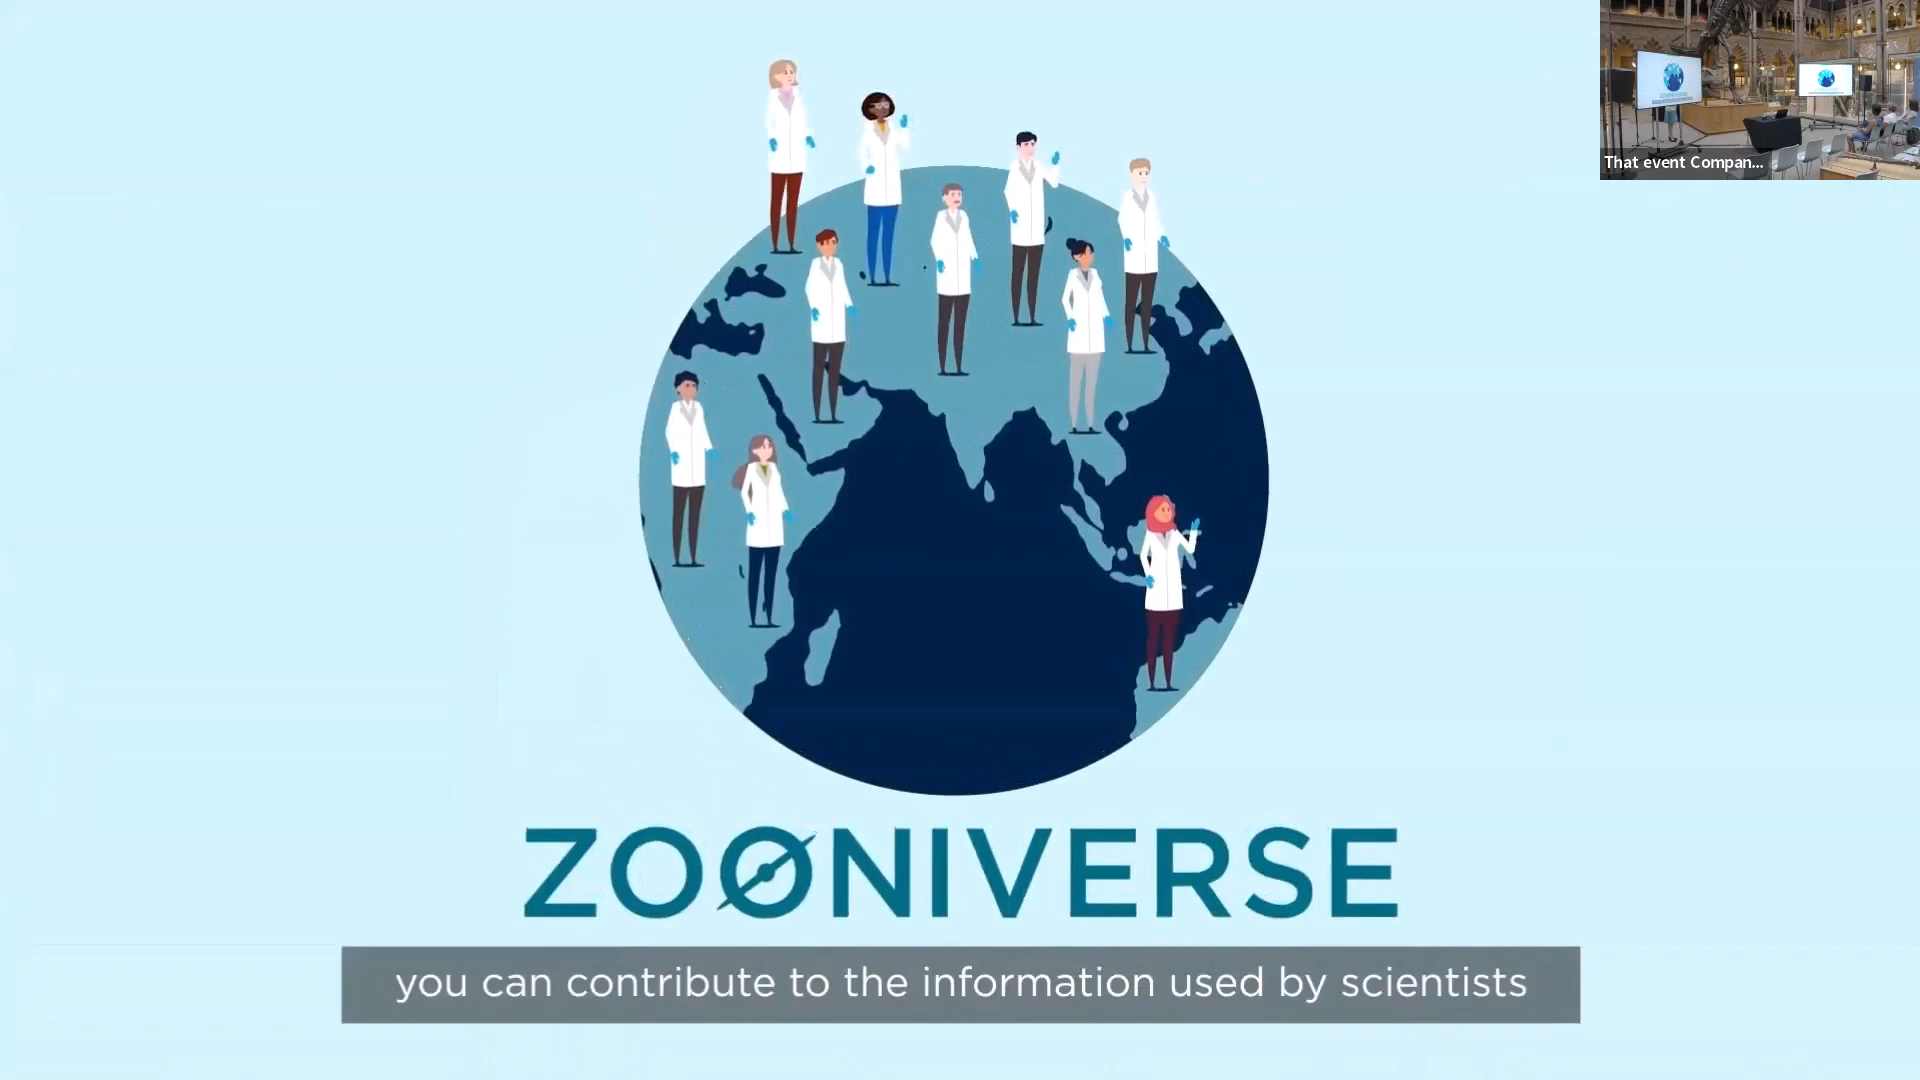 That event Compan...
ZOONIVERSE
you can contribute to the information used by scientists